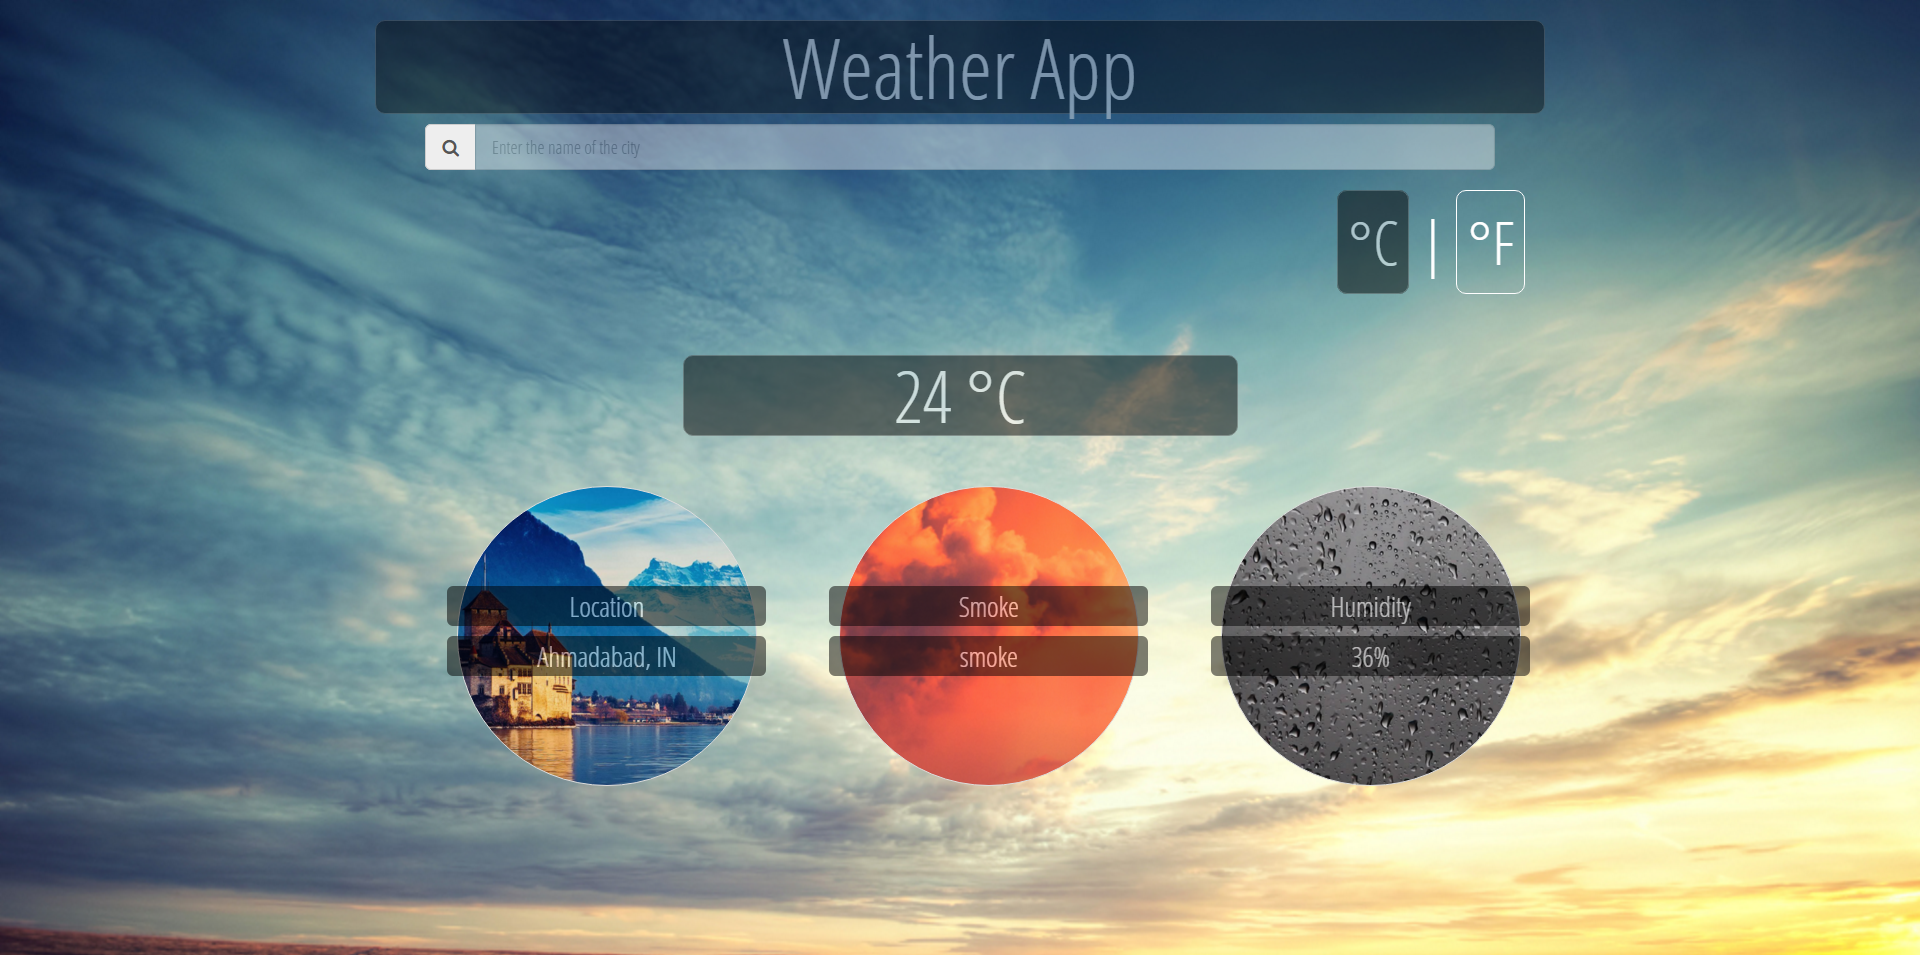 Weather App
Enter the name of the city
°C | °F
24 °C
Location
Ahmadabad, IN
Smoke
smoke
Humidity
36%